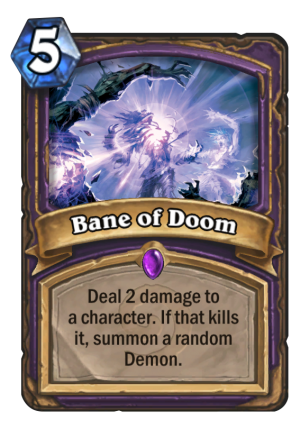 5
Bane of Doom
Deal 2 damage to
a character. If that kills
it, summon a random
Demon.